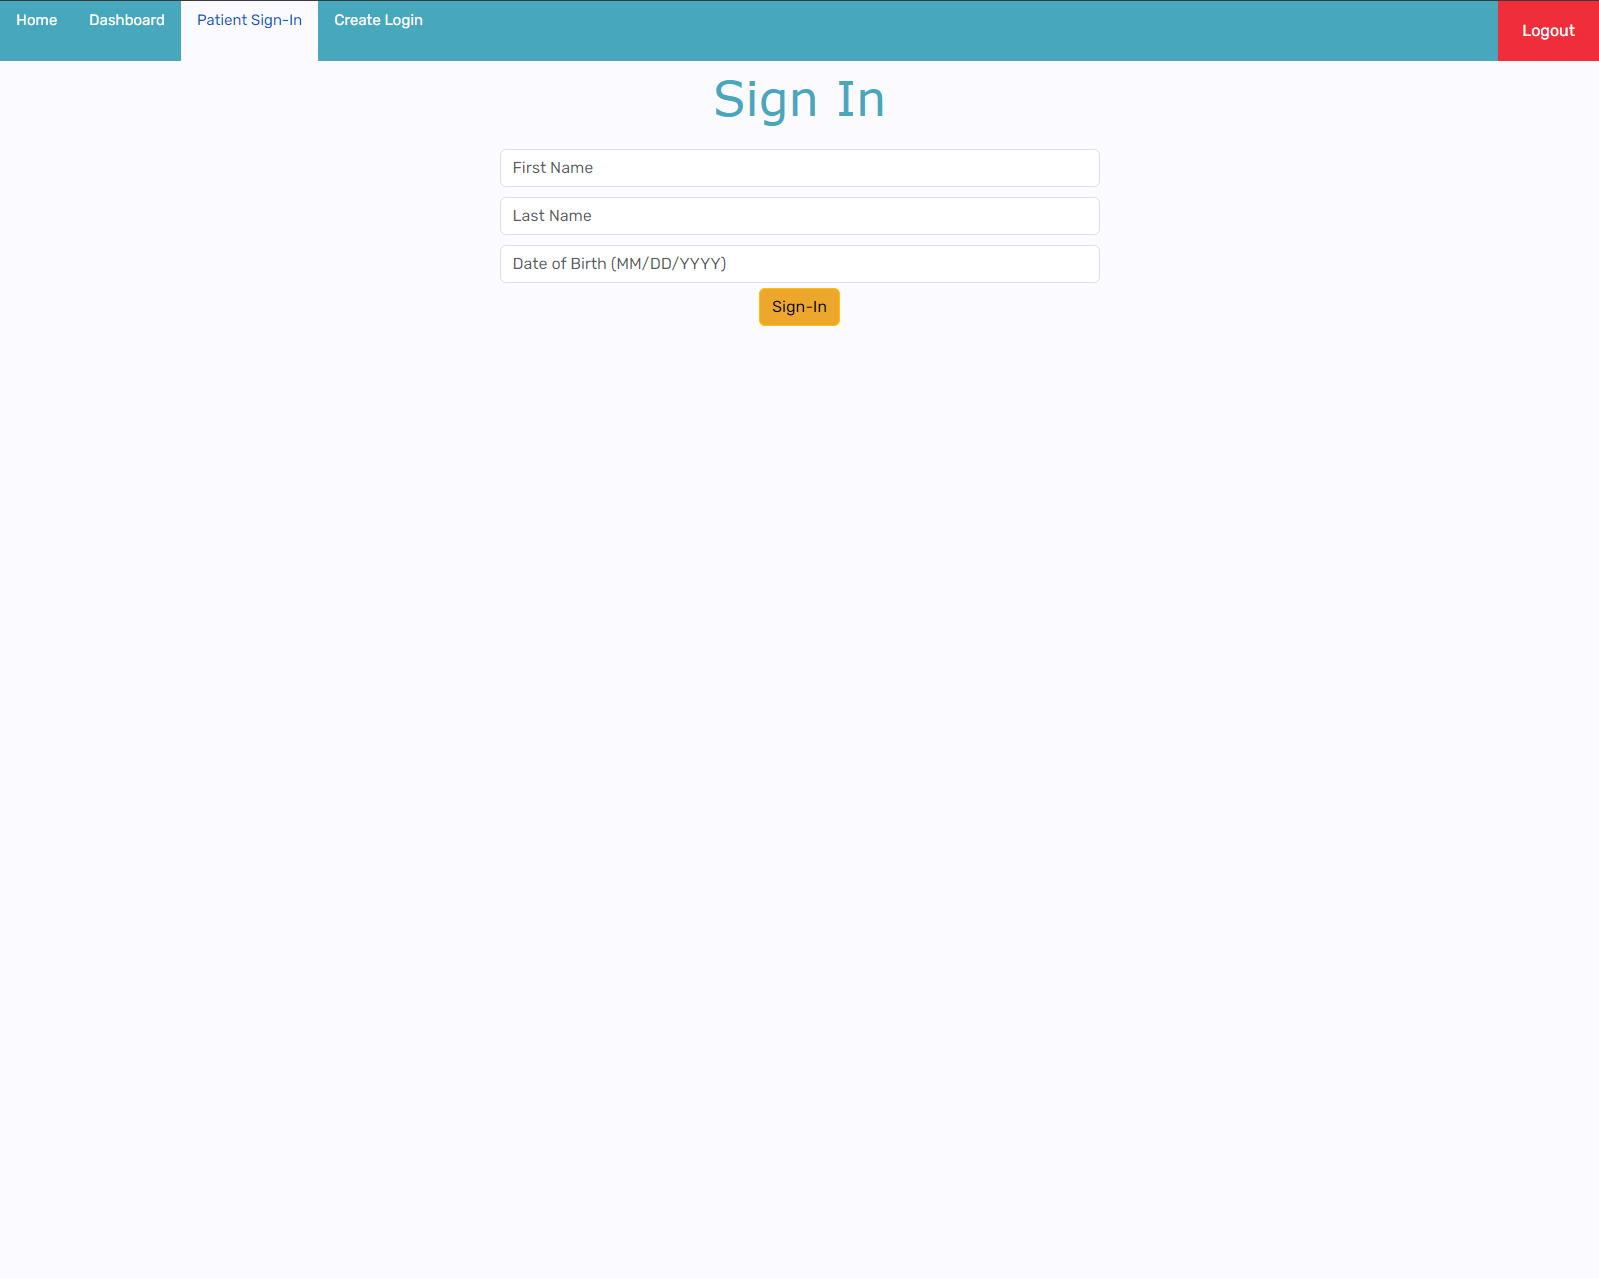 Home Dashboard Patient Sign-In Create Login Logout
Sign In
First Name
Last Name
Date of Birth (MM/DD/YYYY)
Sign-In